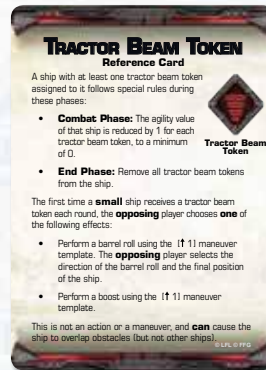 TRACTOR BEAM TOKEN
Reference Card
A ship with at least one tractor beam token
assigned to it follows special rules during
these phases:
• Combat Phase: The agility value
of that ship is reduced by 1 for each
tractor beam token, to a minimum
of 0.
Tractor Beam
Token
• End Phase: Remove all tractor beam tokens
from the ship.
The first time a small ship receives a tractor beam
token each round, the opposing player chooses one of
the following effects:
• Perform a barrel roll using the (↑ 1) maneuver
template. The opposing player selects the
direction of the barrel roll and the final position
of the ship.
• Perform a boost using the (↑ 1) maneuver
template.
This is not an action or a maneuver, and can cause the
ship to overlap obstacles (but not other ships).
© LFL © FFG